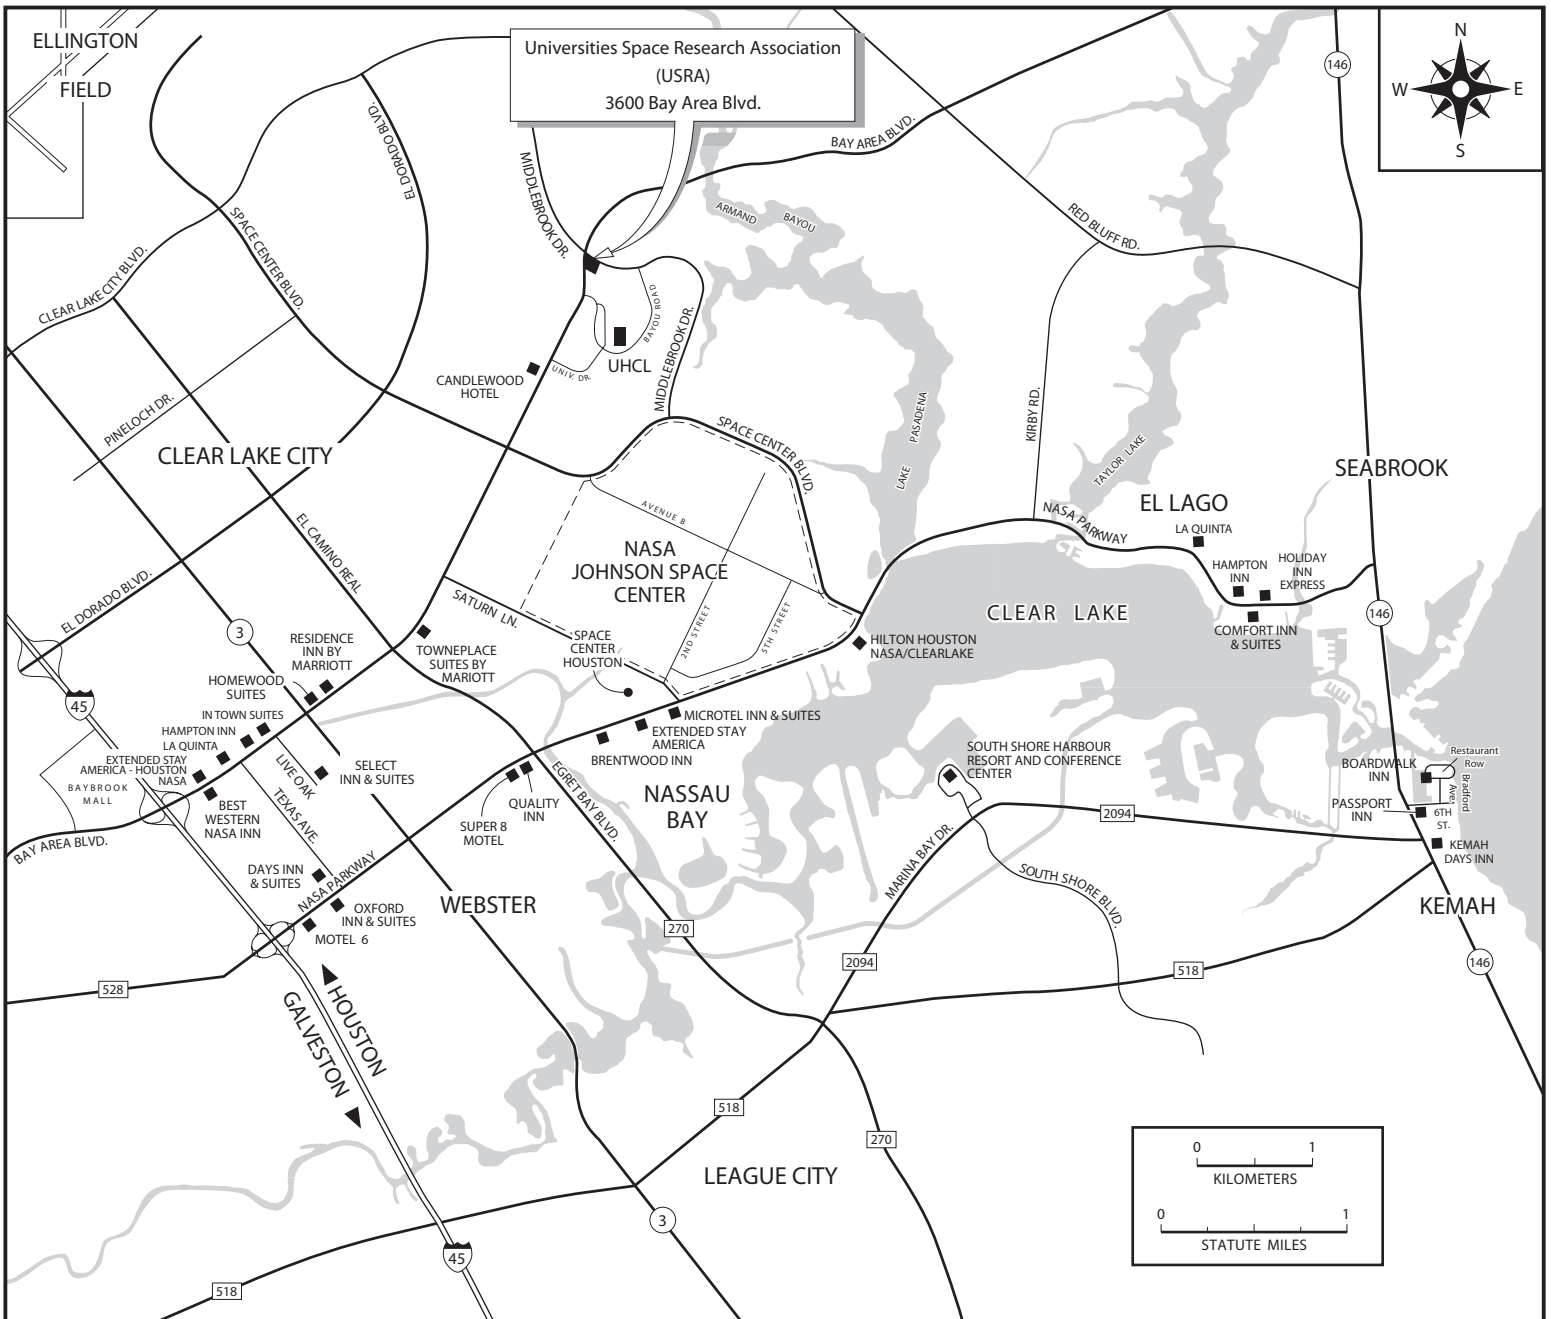 ELLINGTON
FIELD
Universities Space Research Association
(USRA)
3600 Bay Area Blvd.
146
N
W
E
S
EL DORADO BLVD.
MIDDLEBROOK DR.
BAY AREA BLVD.
ARMAND
BAYOU
RED BLUFF RD.
SPACE CENTER BLVD.
CLEAR LAKE CITY BLVD.
BAYOU ROAD
UHCL
UNIV. DR.
MIDDLEBROOK DR.
CANDLEWOOD
HOTEL
PINELOCH DR.
CLEAR LAKE CITY
SPACE CENTER BLVD.
LAKE PASADENA
KIRBY RD.
TAYLOR LAKE
SEABROOK
EL LAGO
LA QUINTA
NASA PARKWAY
AVENUE B
NASA
JOHNSON SPACE
CENTER
2ND STREET
5TH STREET
HAMPTON
INN
HOLIDAY
INN
EXPRESS
COMFORT INN
& SUITES
146
CLEAR LAKE
EL CAMINO REAL
EL DORADO BLVD.
SATURN LN.
3
RESIDENCE
INN BY
MARRIOTT
TOWNEPLACE
SUITES BY
MARIOTT
SPACE
CENTER
HOUSTON
HILTON HOUSTON
NASA/CLEARLAKE
HOMEWOOD
SUITES
45
IN TOWN SUITES
HAMPTON INN
LA QUINTA
EXTENDED STAY
AMERICA - HOUSTON
NASA
BAYBROOK
MALL
MICROTEL INN & SUITES
EXTENDED STAY
AMERICA
BRENTWOOD INN
LIVE OAK
SELECT
INN & SUITES
TEXAS AVE.
BEST
WESTERN
NASA INN
BAY AREA BLVD.
QUALITY
INN
SUPER 8
MOTEL
EGRET BAY BLVD.
NASSAU
BAY
SOUTH SHORE HARBOUR
RESORT AND CONFERENCE
CENTER
BOARDWALK
INN
Restaurant
Row
Bradford
Ave.
PASSPORT
INN
6TH
ST.
KEMAH
DAYS INN
2094
MARINA BAY DR.
SOUTH SHORE BLVD.
DAYS INN
& SUITES
NASA PARKWAY
OXFORD
INN & SUITES
MOTEL 6
WEBSTER
KEMAH
270
2094
518
146
528
HOUSTON
GALVESTON
518
270
LEAGUE CITY
3
45
518
0 1
KILOMETERS
0 1
STATUTE MILES